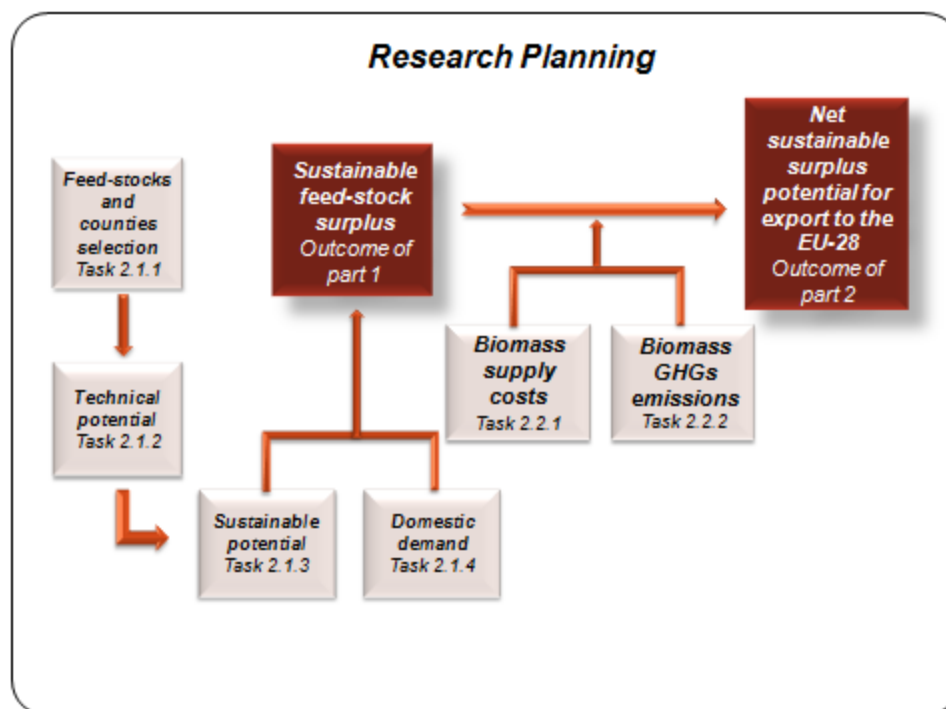 Research Planning
Feed-stocks
and
counties
selection
Task 2.1.1
Technical
potential
Task 2.1.2
Sustainable
potential
Task 2.1.3
Domestic
demand
Task 2.1.4
Sustainable
feed-stock
surplus
Outcome of
part 1
Biomass
supply
costs
Task 2.2.1
Biomass
GHGs
emissions
Task 2.2.2
Net
sustainable
surplus
potential for
export to the
EU-28
Outcome of
part 2